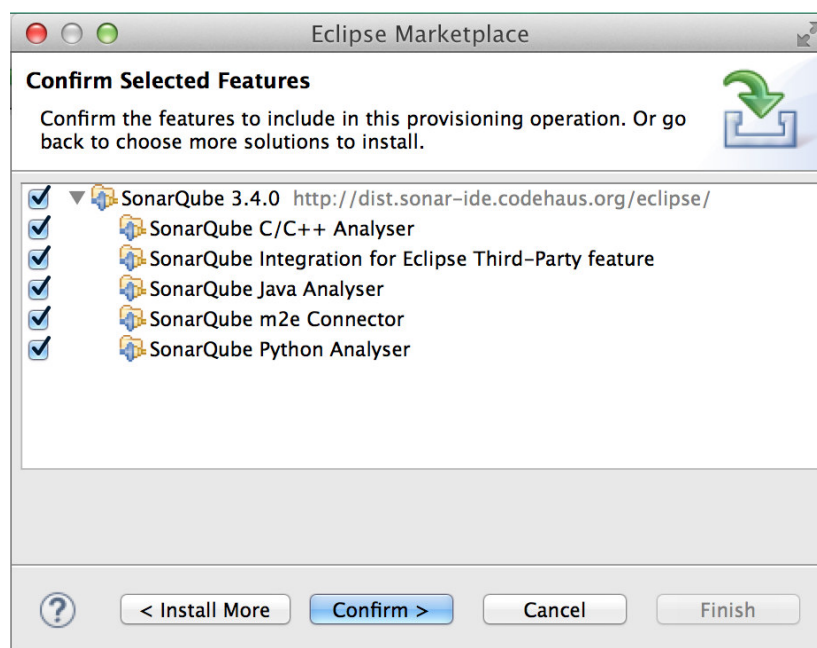 Eclipse Marketplace
Confirm Selected Features
Confirm the features to include in this provisioning operation. Or go
back to choose more solutions to install.
SonarQube 3.4.0 http://dist.sonar-ide.codehaus.org/eclipse/
SonarQube C/C++ Analyser
SonarQube Integration for Eclipse Third-Party feature
SonarQube Java Analyser
SonarQube m2e Connector
SonarQube Python Analyser
? < Install More Confirm > Cancel Finish